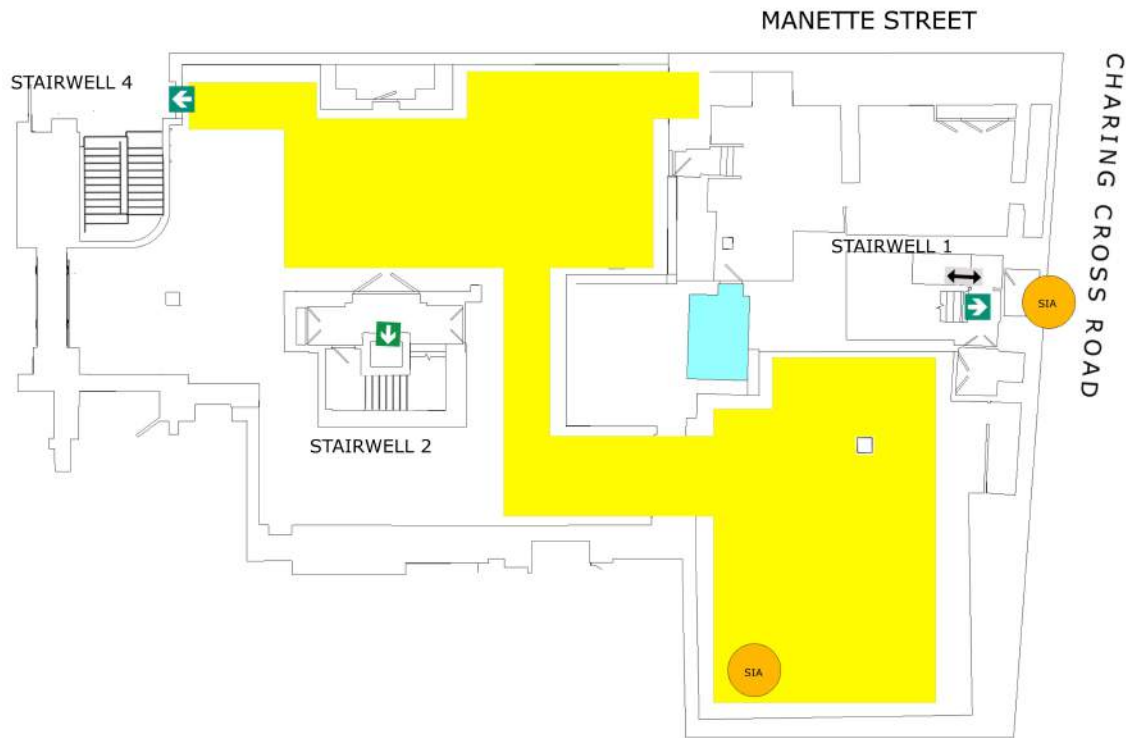 MANETTE STREET
STAIRWELL 4
CHARING CROSS ROAD
STAIRWELL 1
SIA
STAIRWELL 2
SIA